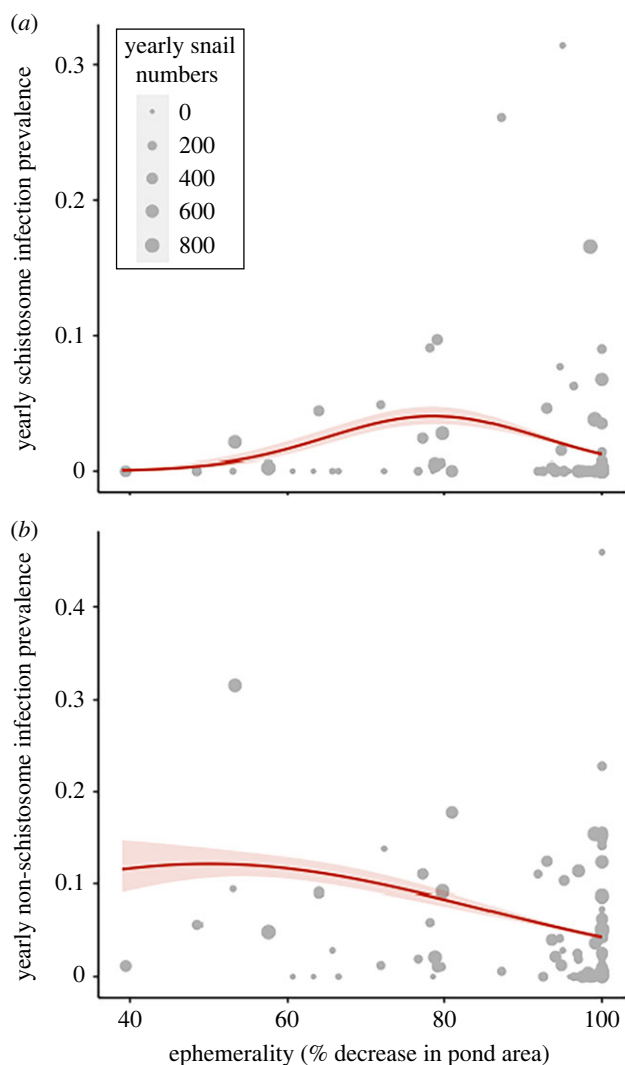 (a)
yearly snail
numbers
0
200
400
600
800
0.3
0.2
0.1
0
yearly schistosome infection prevalence
(b)
0.4
0.3
0.2
0.1
0
yearly non-schistosome infection prevalence
40 60 80 100
ephemerality (% decrease in pond area)